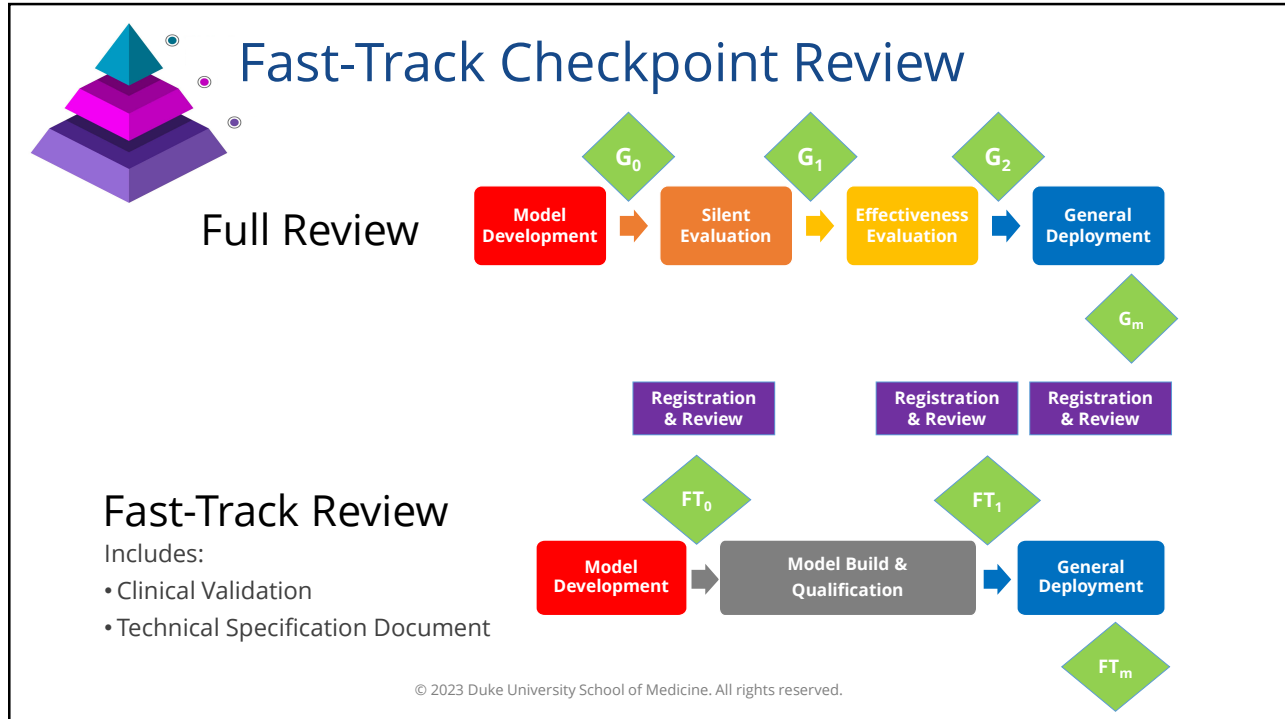 Fast-Track Checkpoint Review
G₀
G₁
G₂
Full Review
Model
Development
Silent
Evaluation
Effectiveness
Evaluation
General
Deployment
Gₘ
Registration
& Review
Registration
& Review
Registration
& Review
FT₀
FT₁
Fast-Track Review
Includes:
• Clinical Validation
• Technical Specification Document
Model
Development
Model Build &
Qualification
General
Deployment
FTₘ
© 2023 Duke University School of Medicine. All rights reserved.